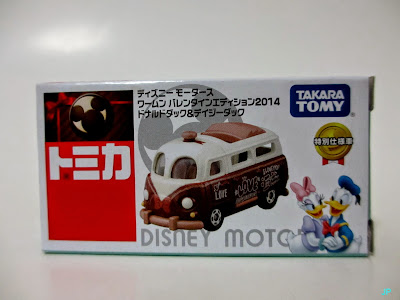 ディズニー モータース
ワームン バレンタインエディション2014
ドナルドダック&デイジーダック
TAKARA
TOMY
特別仕様車
トミカ
LOVE
DISNEY MOTO